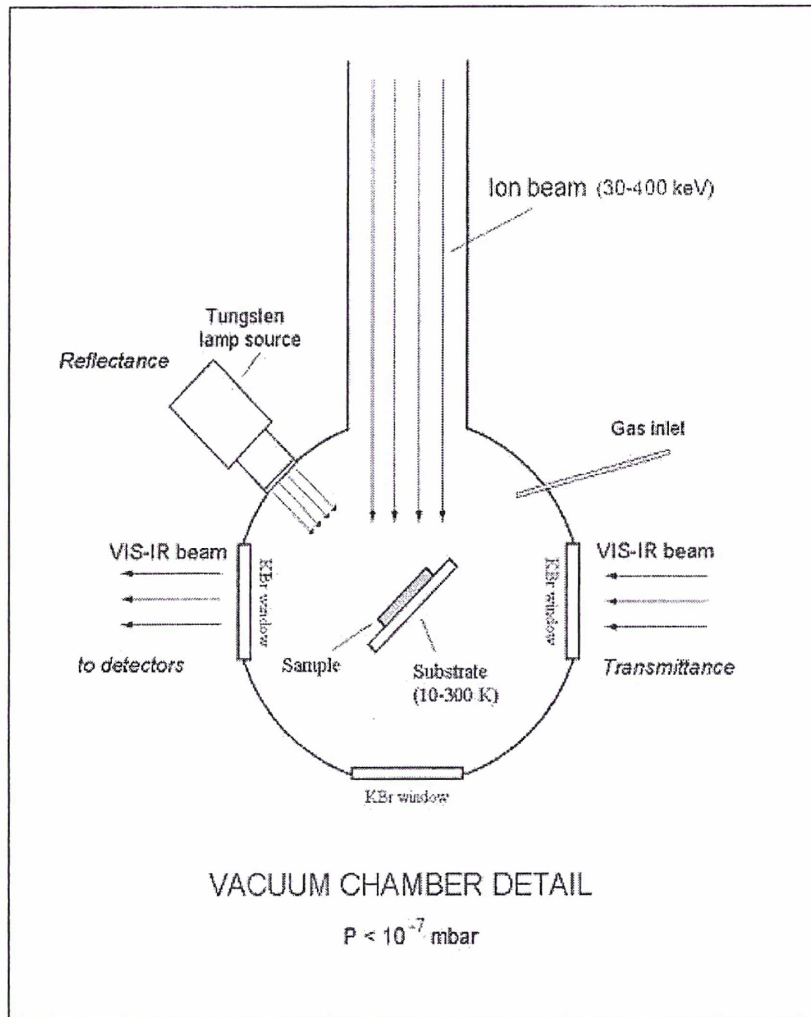 Ion beam (30-400 keV)
Tungsten
lamp source
Reflectance
Gas inlet
VIS-IR beam
KBr window
KBr window
VIS-IR beam
to detectors
Sample
Substrate
(10-300 K)
Transmittance
KBr window
VACUUM CHAMBER DETAIL
P < 10⁻⁷ mbar